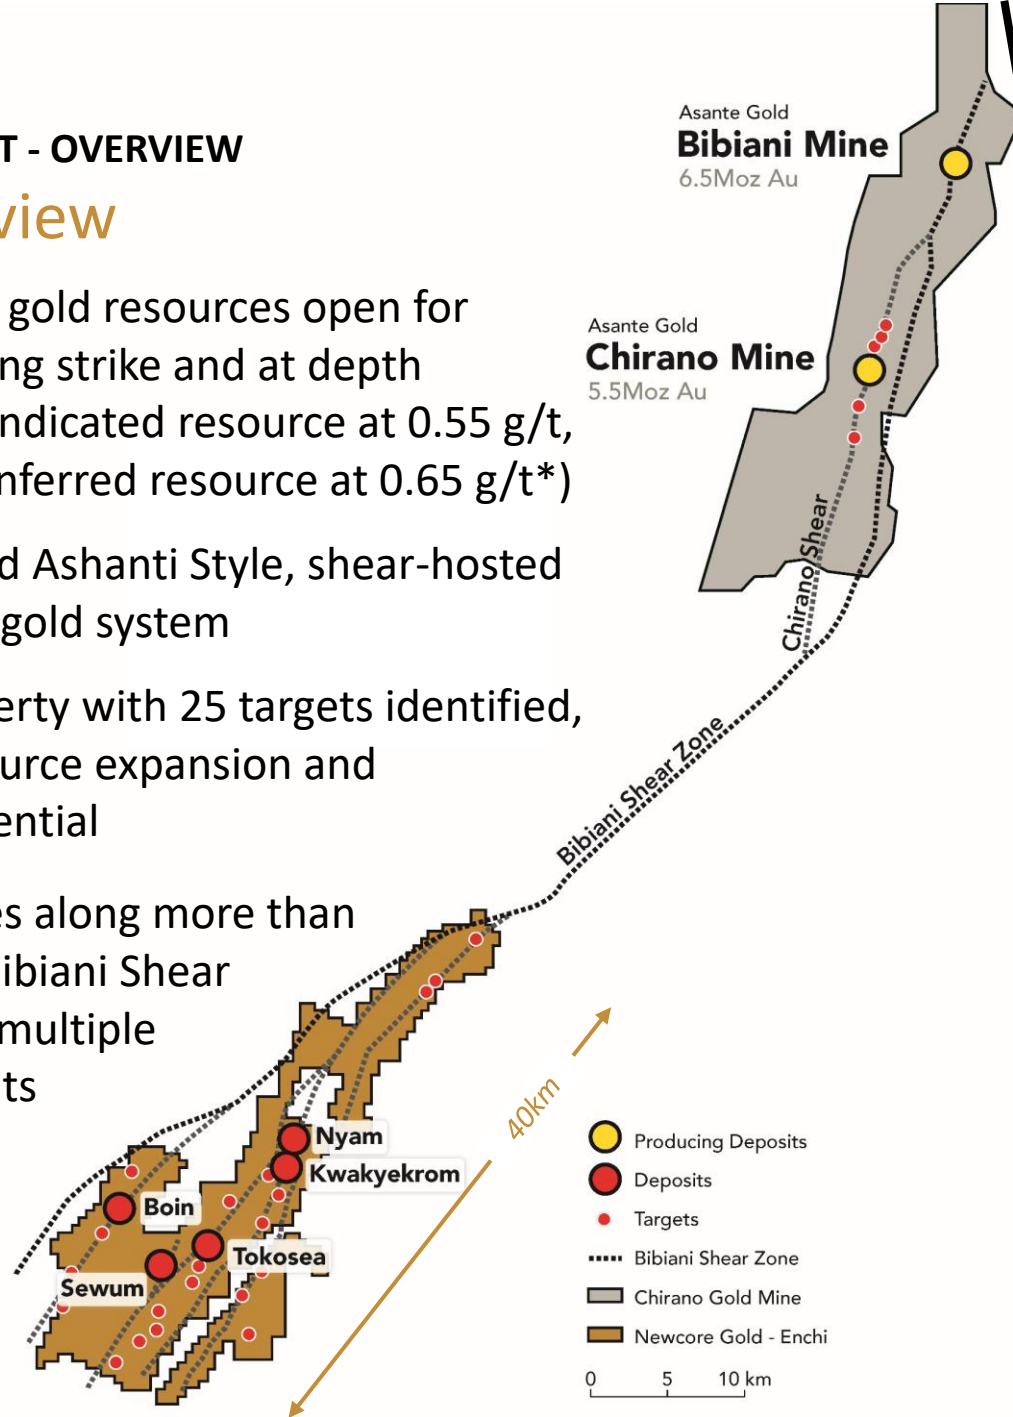 T - OVERVIEW
view
gold resources open for
ng strike and at depth
ndicated resource at 0.55 g/t,
nferred resource at 0.65 g/t*)
d Ashanti Style, shear-hosted
gold system
erty with 25 targets identified,
urce expansion and
ential
es along more than
ibiani Shear
multiple
ts
Asante Gold
Bibiani Mine
6.5Moz Au
Asante Gold
Chirano Mine
5.5Moz Au
Chirano Shear
Bibiani Shear Zone
40km
Nyam
Kwakyekrom
Boin
Tokosea
Sewum
Producing Deposits
Deposits
Targets
Bibiani Shear Zone
Chirano Gold Mine
Newcore Gold - Enchi
0 5 10 km